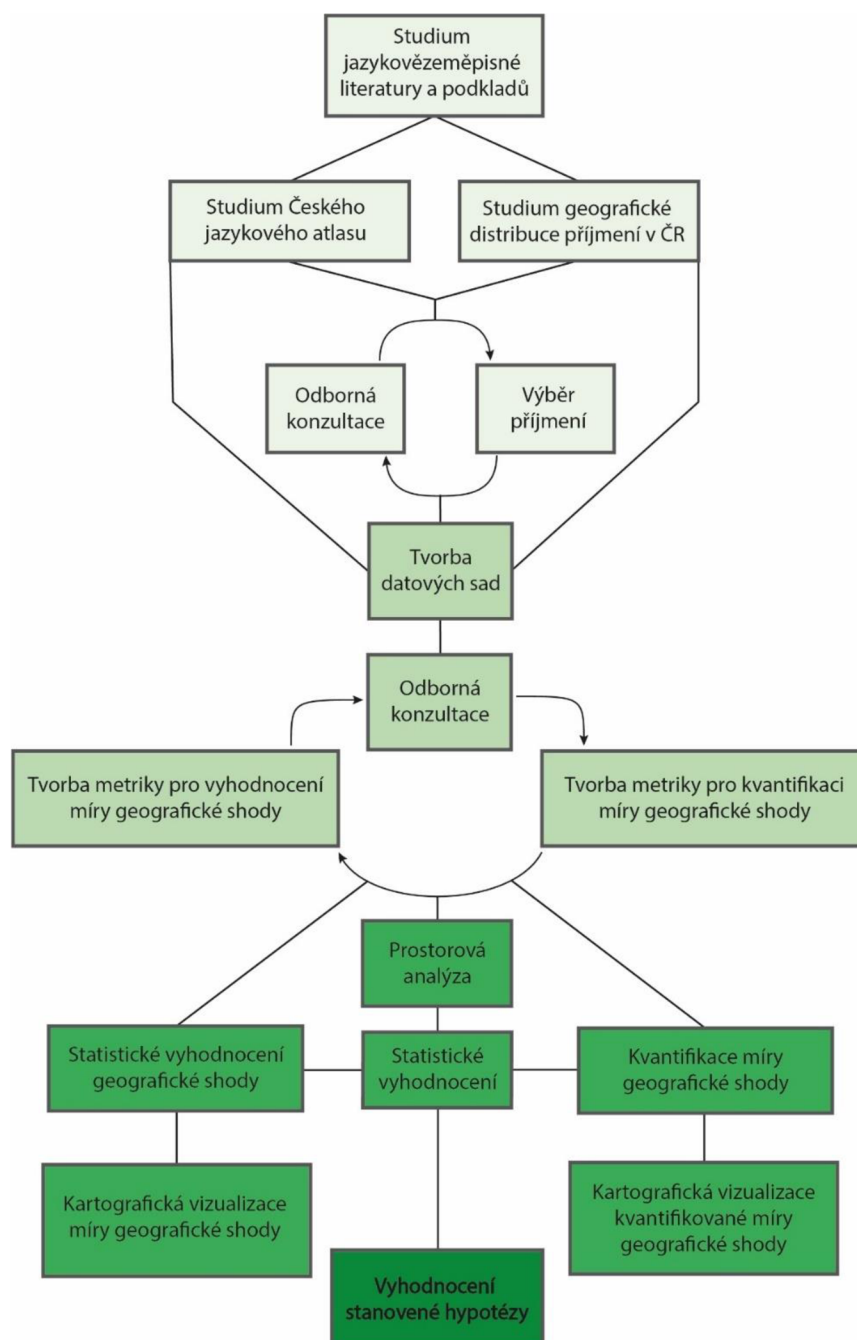 Studium
jazykovězeměpisné
literatury a podkladů
Studium Českého
jazykového atlasu
Studium geografické
distribuce příjmení v ČR
Odborná
konzultace
Výběr
příjmení
Tvorba
datových sad
Odborná
konzultace
Tvorba metriky pro vyhodnocení
míry geografické shody
Tvorba metriky pro kvantifikaci
míry geografické shody
Prostorová
analýza
Statistické vyhodnocení
geografické shody
Statistické
vyhodnocení
Kvantifikace míry
geografické shody
Kartografická vizualizace
míry geografické shody
Kartografická vizualizace
kvantifikované míry
geografické shody
Vyhodnocení
stanovené hypotézy